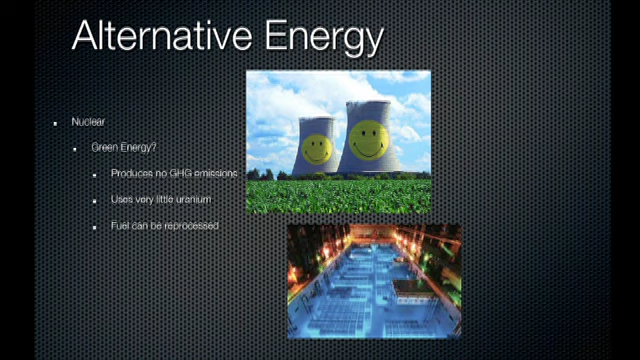 Alternative Energy
Nuclear
Green Energy?
Produces no GHG emissions
Uses very little uranium
Fuel can be reprocessed